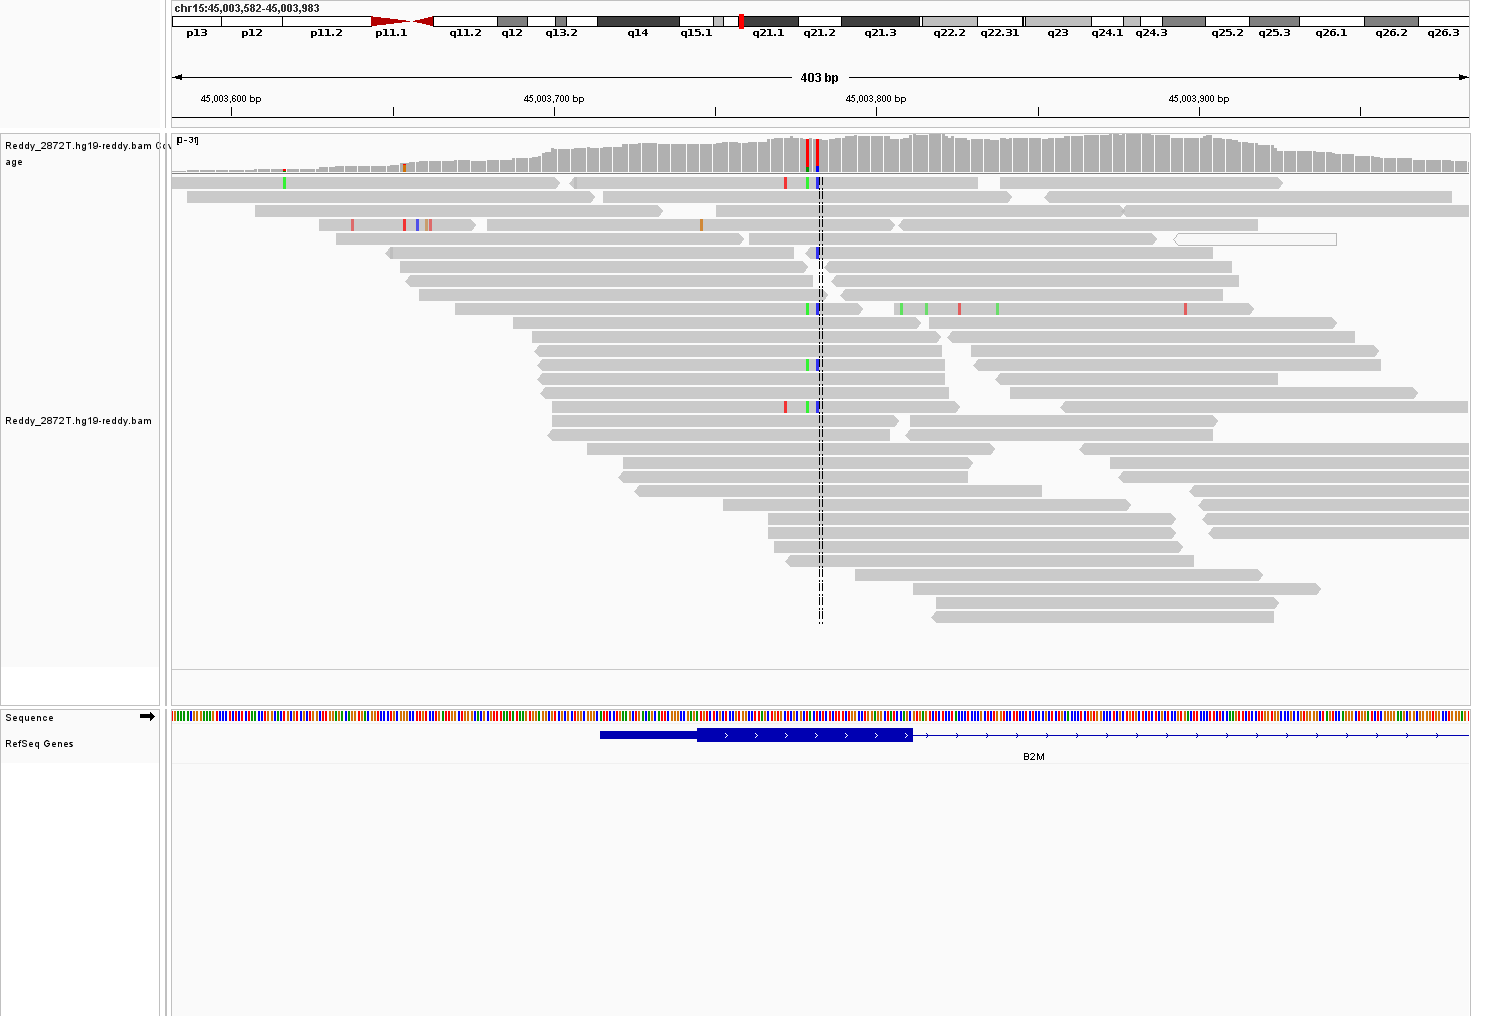 chr15:45,003,582-45,003,983
p13 p12 p11.2 p11.1 q11.2 q12 q13.2 q14 q15.1 q21.1 q21.2 q21.3 q22.2 q22.31 q23 q24.1 q24.3 q25.2 q25.3 q26.1 q26.2 q26.3
403 bp
45,003,600 bp 45,003,700 bp 45,003,800 bp 45,003,900 bp
Reddy_2872T.hg19-reddy.bam Cov
age
[0-31]
Reddy_2872T.hg19-reddy.bam
Sequence
RefSeq Genes
B2M